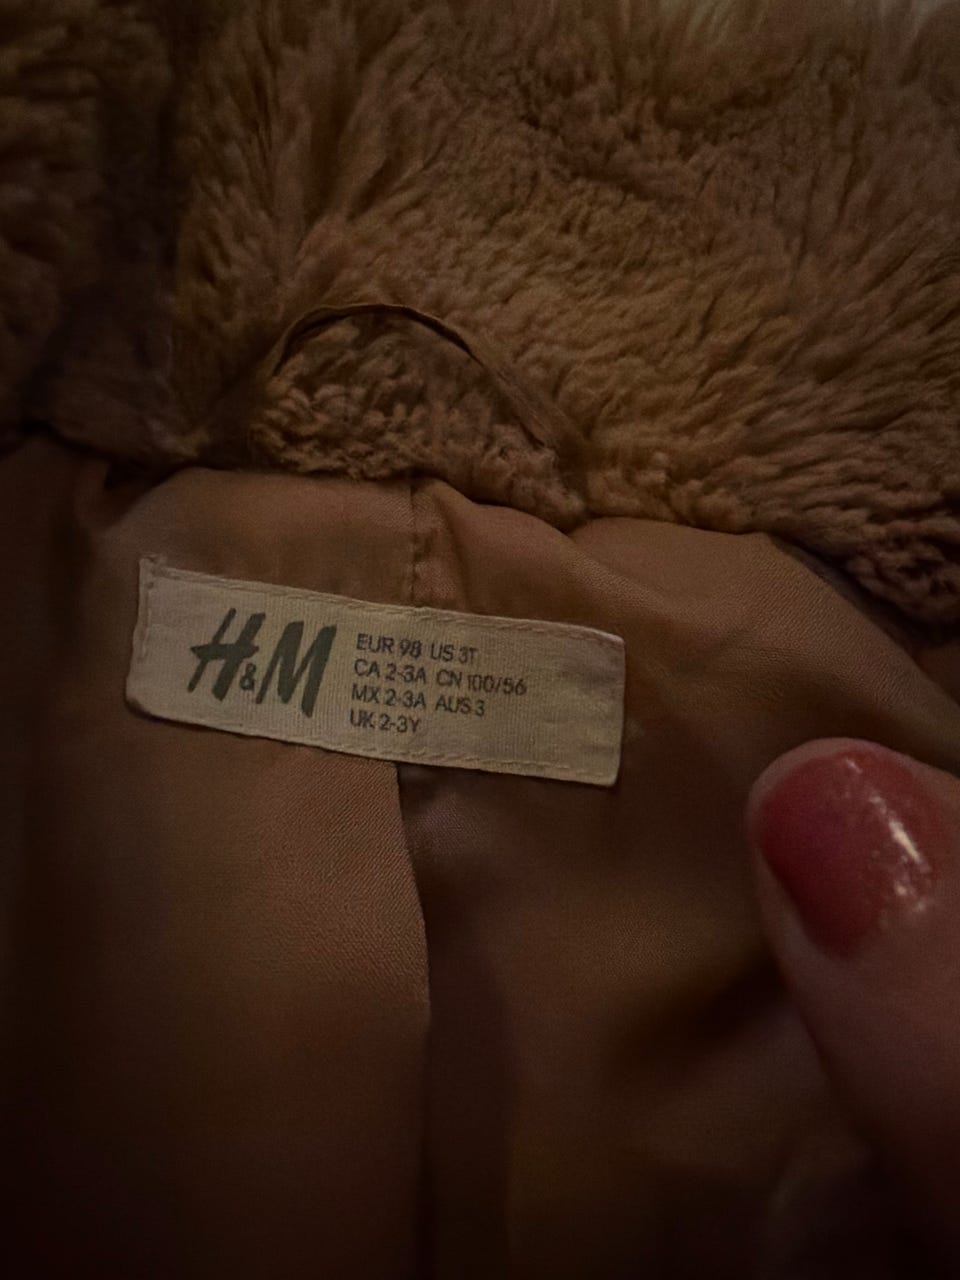 H&M
EUR 98 US 3T
CA 2-3A CN 100/56
MX 2-3A AUS 3
UK 2-3Y